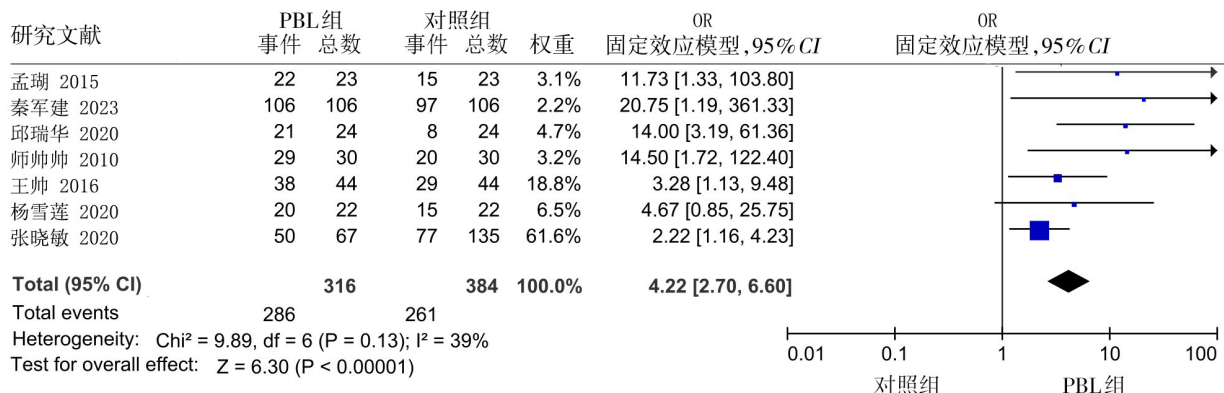 PBL组 对照组 OR OR
研究文献 事件 总数 事件 总数 权重 固定效应模型,95%CI 固定效应模型,95%CI
孟瑚 2015 22 23 15 23 3.1% 11.73 [1.33, 103.80]
秦军建 2023 106 106 97 106 2.2% 20.75 [1.19, 361.33]
邱瑞华 2020 21 24 8 24 4.7% 14.00 [3.19, 61.36]
师帅帅 2010 29 30 20 30 3.2% 14.50 [1.72, 122.40]
王帅 2016 38 44 29 44 18.8% 3.28 [1.13, 9.48]
杨雪莲 2020 20 22 15 22 6.5% 4.67 [0.85, 25.75]
张晓敏 2020 50 67 77 135 61.6% 2.22 [1.16, 4.23]
Total (95% CI) 316 384 100.0% 4.22 [2.70, 6.60]
Total events 286 261
Heterogeneity: Chi² = 9.89, df = 6 (P = 0.13); I² = 39%
Test for overall effect: Z = 6.30 (P < 0.00001)
0.01 0.1 1 10 100
对照组 PBL组